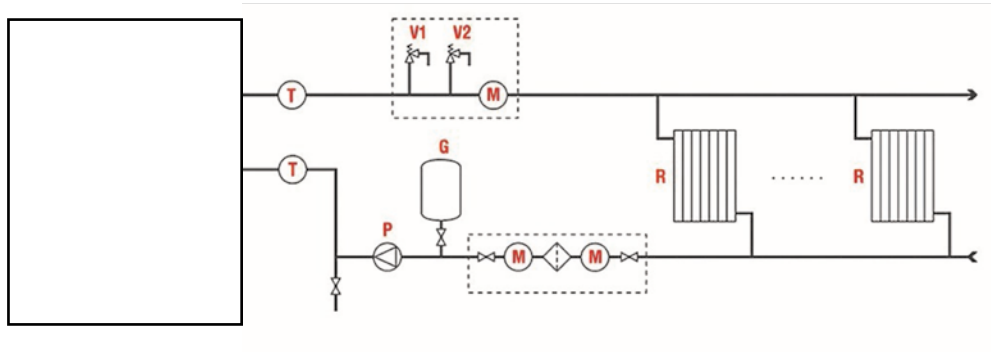 V1 V2
T M
G
T R ...... R
P
M M